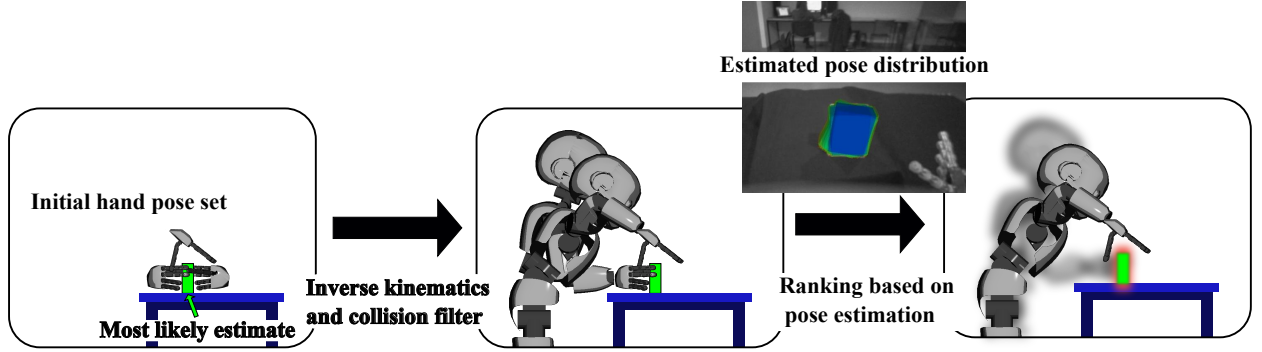 Initial hand pose set
Most likely estimate
Inverse kinematics
and collision filter
Estimated pose distribution
Ranking based on
pose estimation